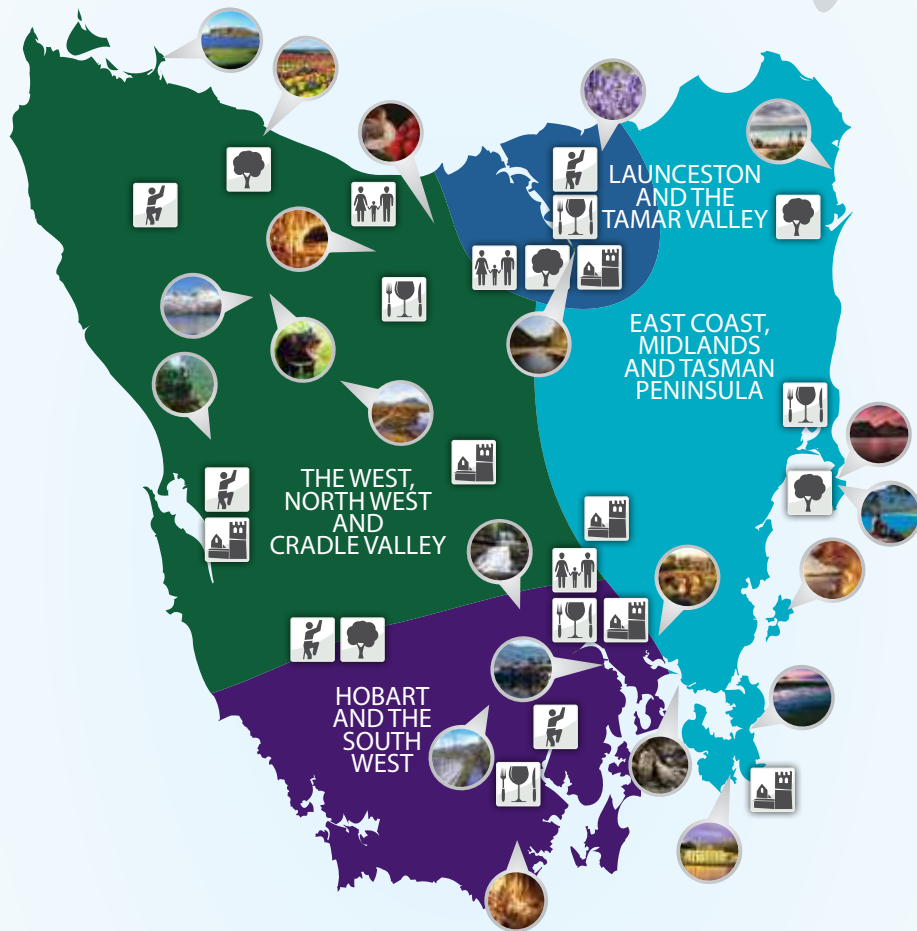 LAUNCESTON
AND THE
TAMAR VALLEY
EAST COAST,
MIDLANDS
AND TASMAN
PENINSULA
THE WEST,
NORTH WEST
AND
CRADLE VALLEY
HOBART
AND THE
SOUTH
WEST